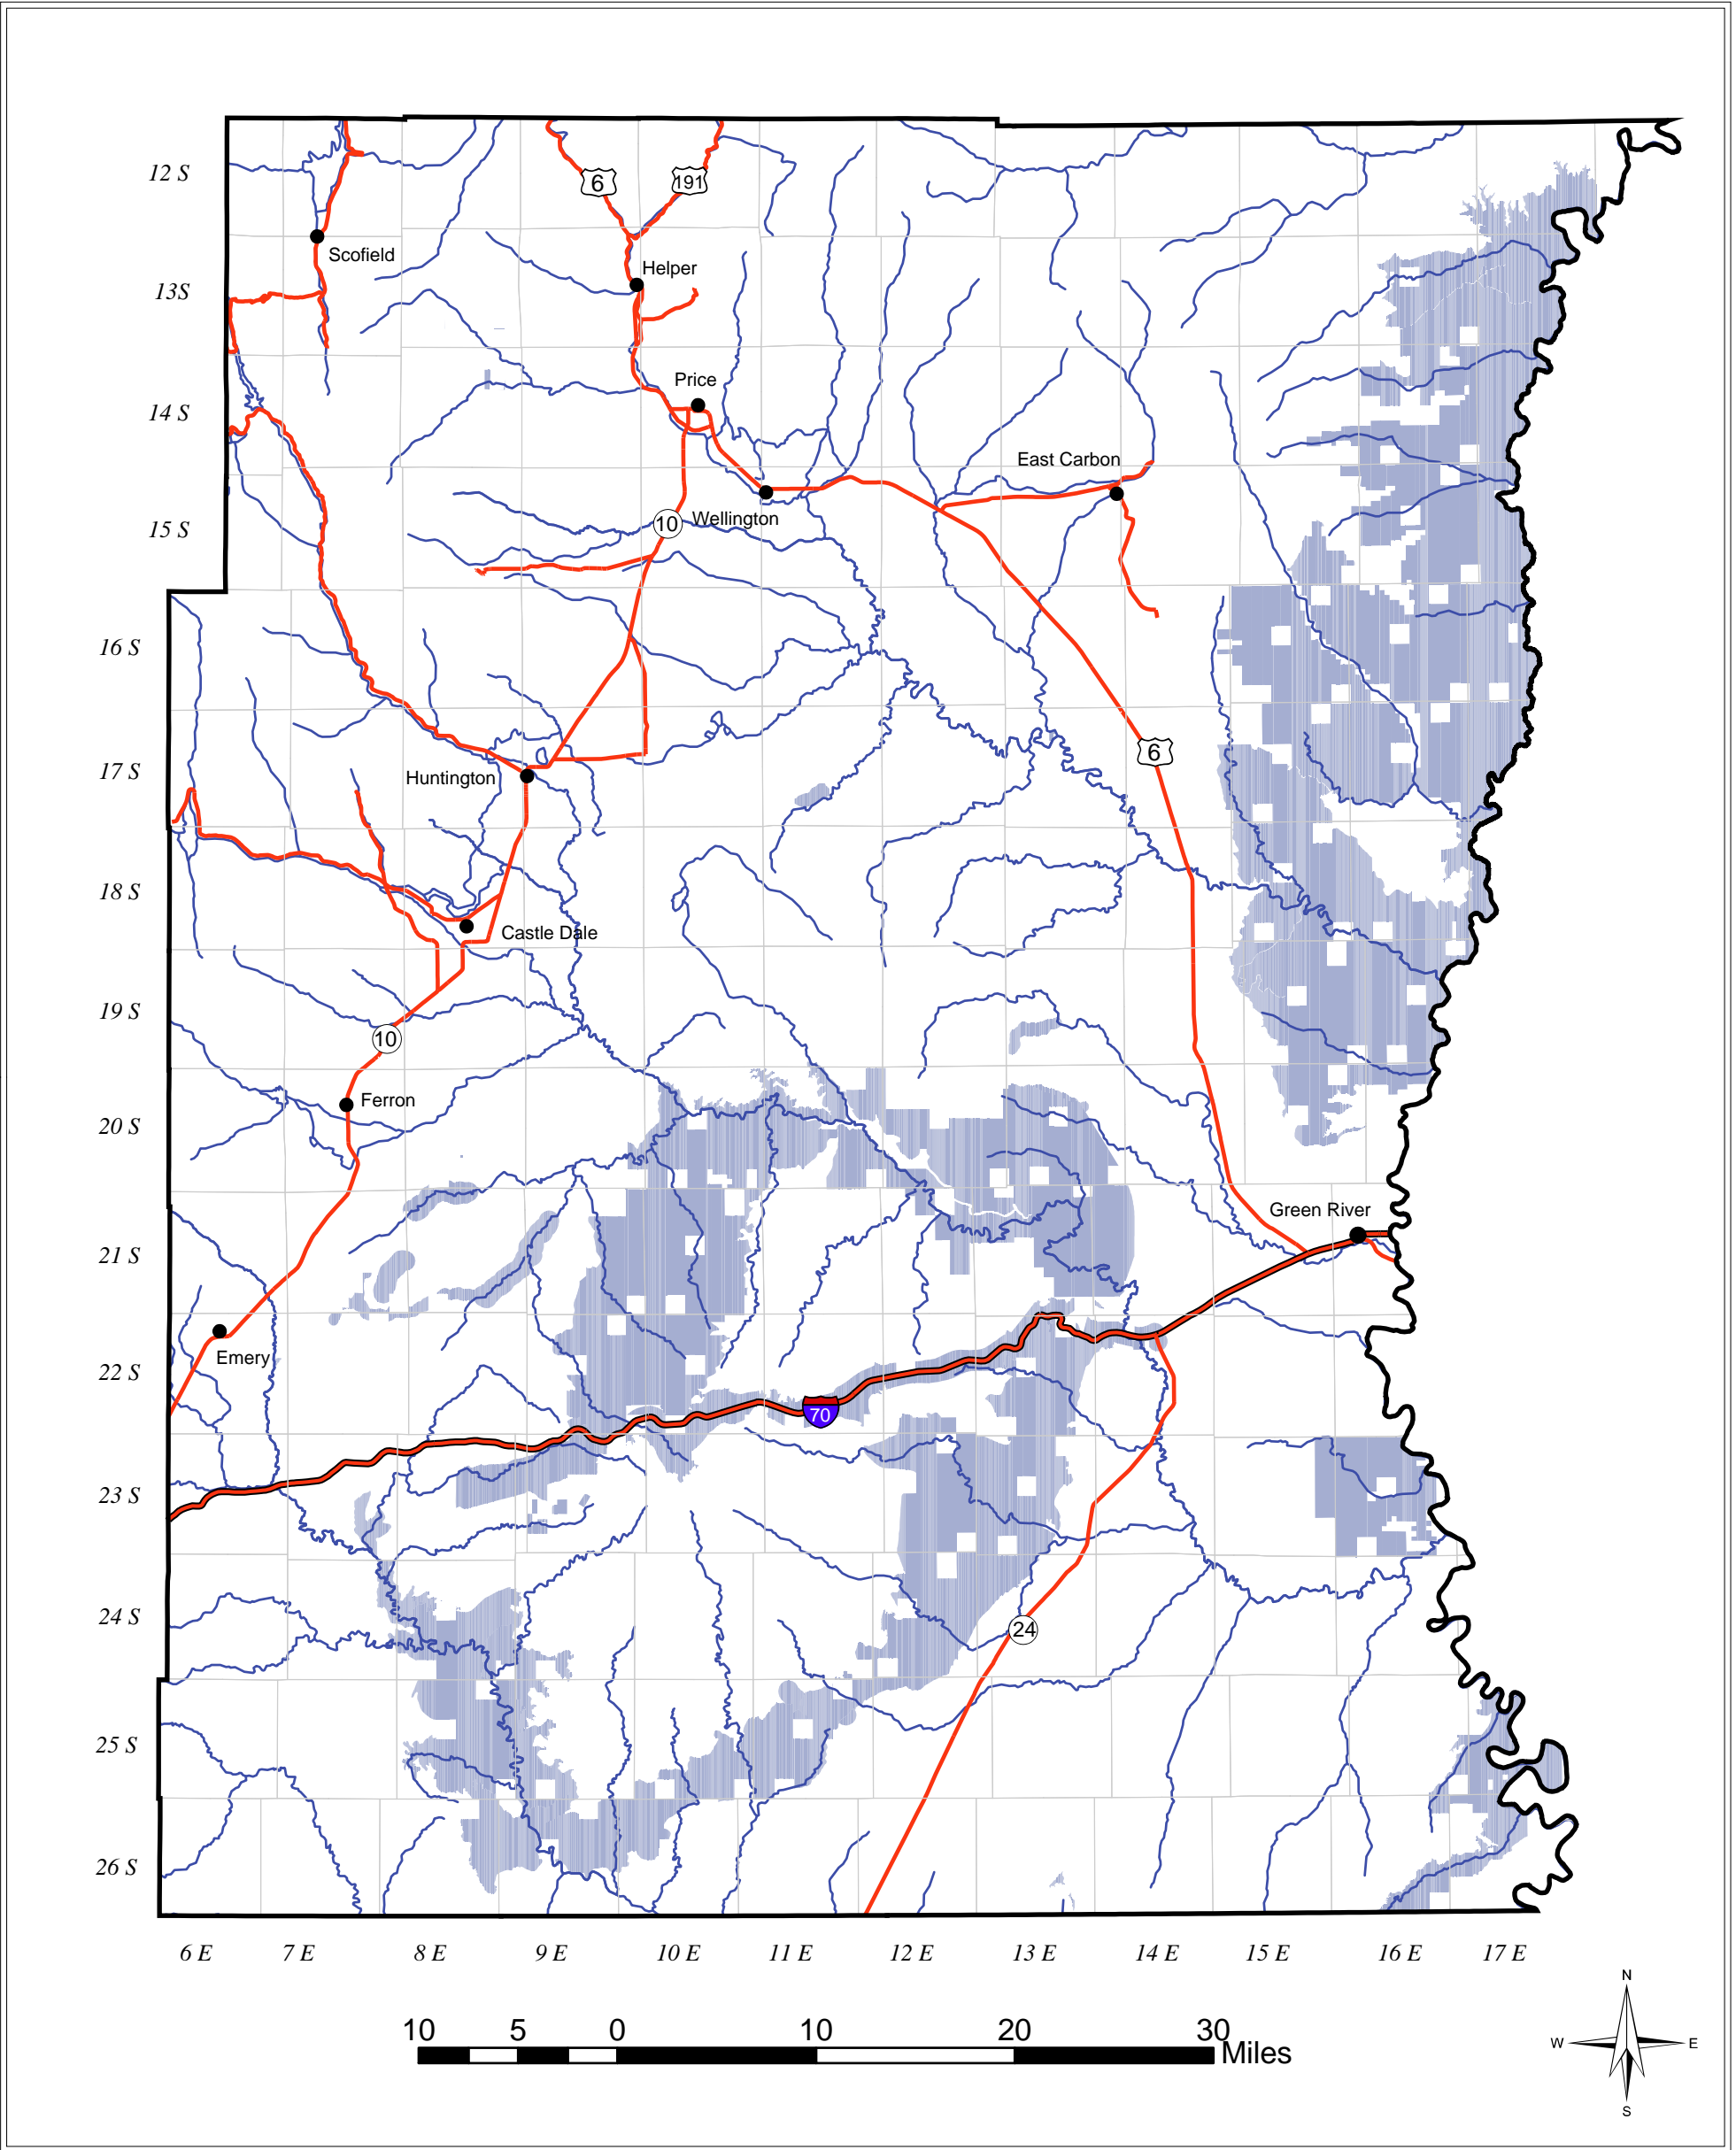 12 S
6
191
Scofield
Helper
13S
Price
14 S
East Carbon
15 S
10
Wellington
16 S
6
17 S
Huntington
18 S
Castle Dale
19 S
10
Ferron
20 S
Green River
21 S
Emery
22 S
70
23 S
24 S
24
25 S
26 S
6 E
7 E
8 E
9 E
10 E
11 E
12 E
13 E
14 E
15 E
16 E
17 E
10
5
0
10
20
30
Miles
N
W
E
S